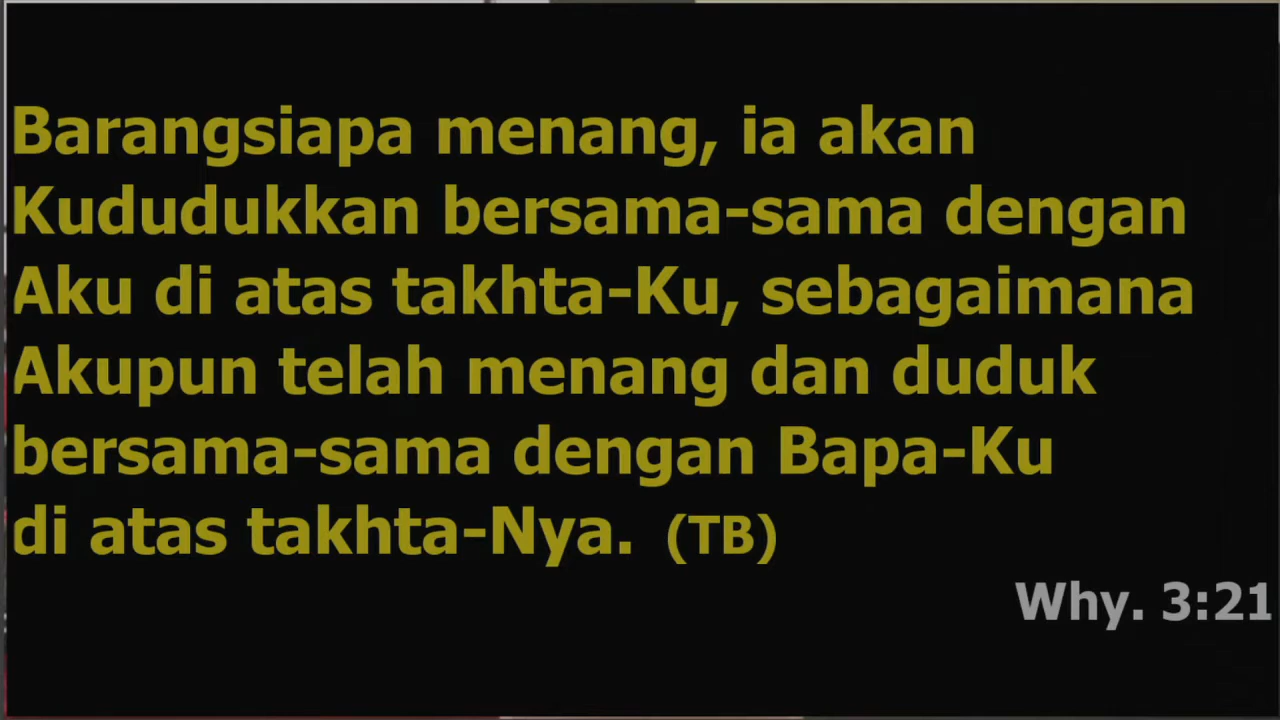 Barangsiapa menang, ia akan
Kududukkan bersama-sama dengan
Aku di atas takhta-Ku, sebagaimana
Akupun telah menang dan duduk
bersama-sama dengan Bapa-Ku
di atas takhta-Nya. (TB)
Why. 3:21